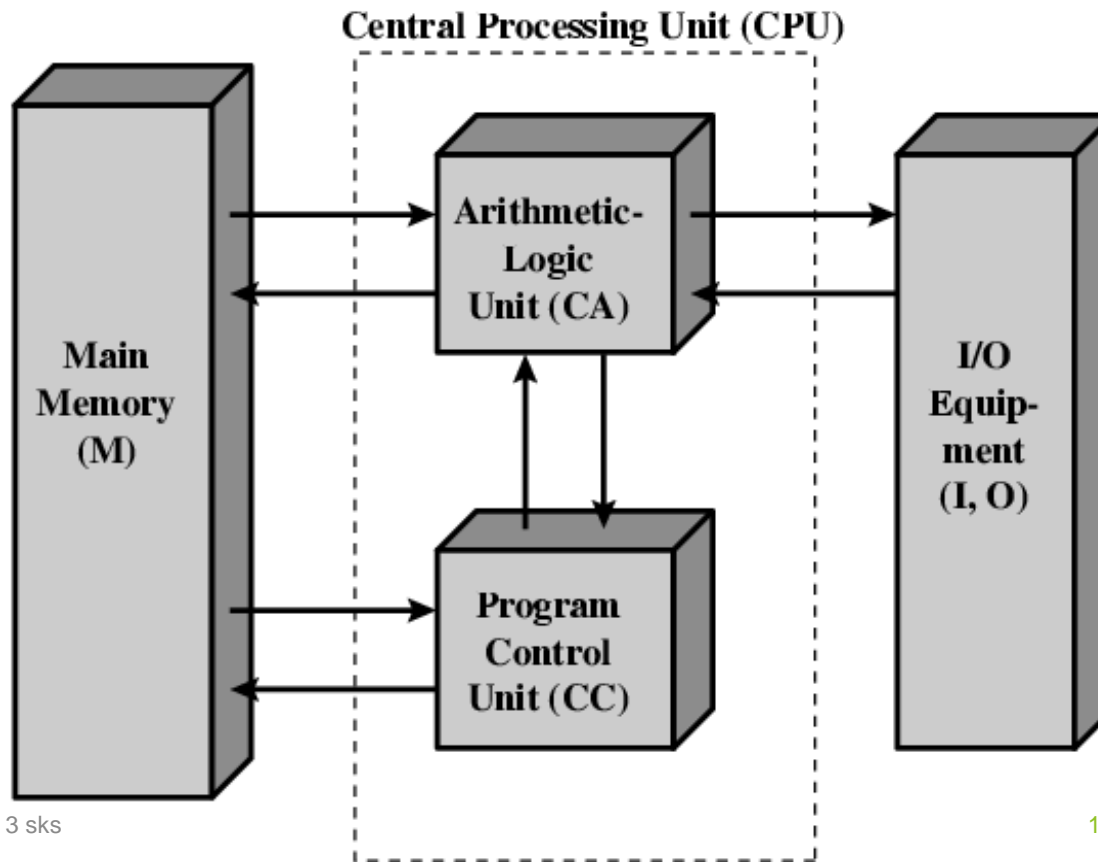 Central Processing Unit (CPU)
Main
Memory
(M)
Arithmetic-
Logic
Unit (CA)
Program
Control
Unit (CC)
I/O
Equip-
ment
(I, O)
3 sks
1